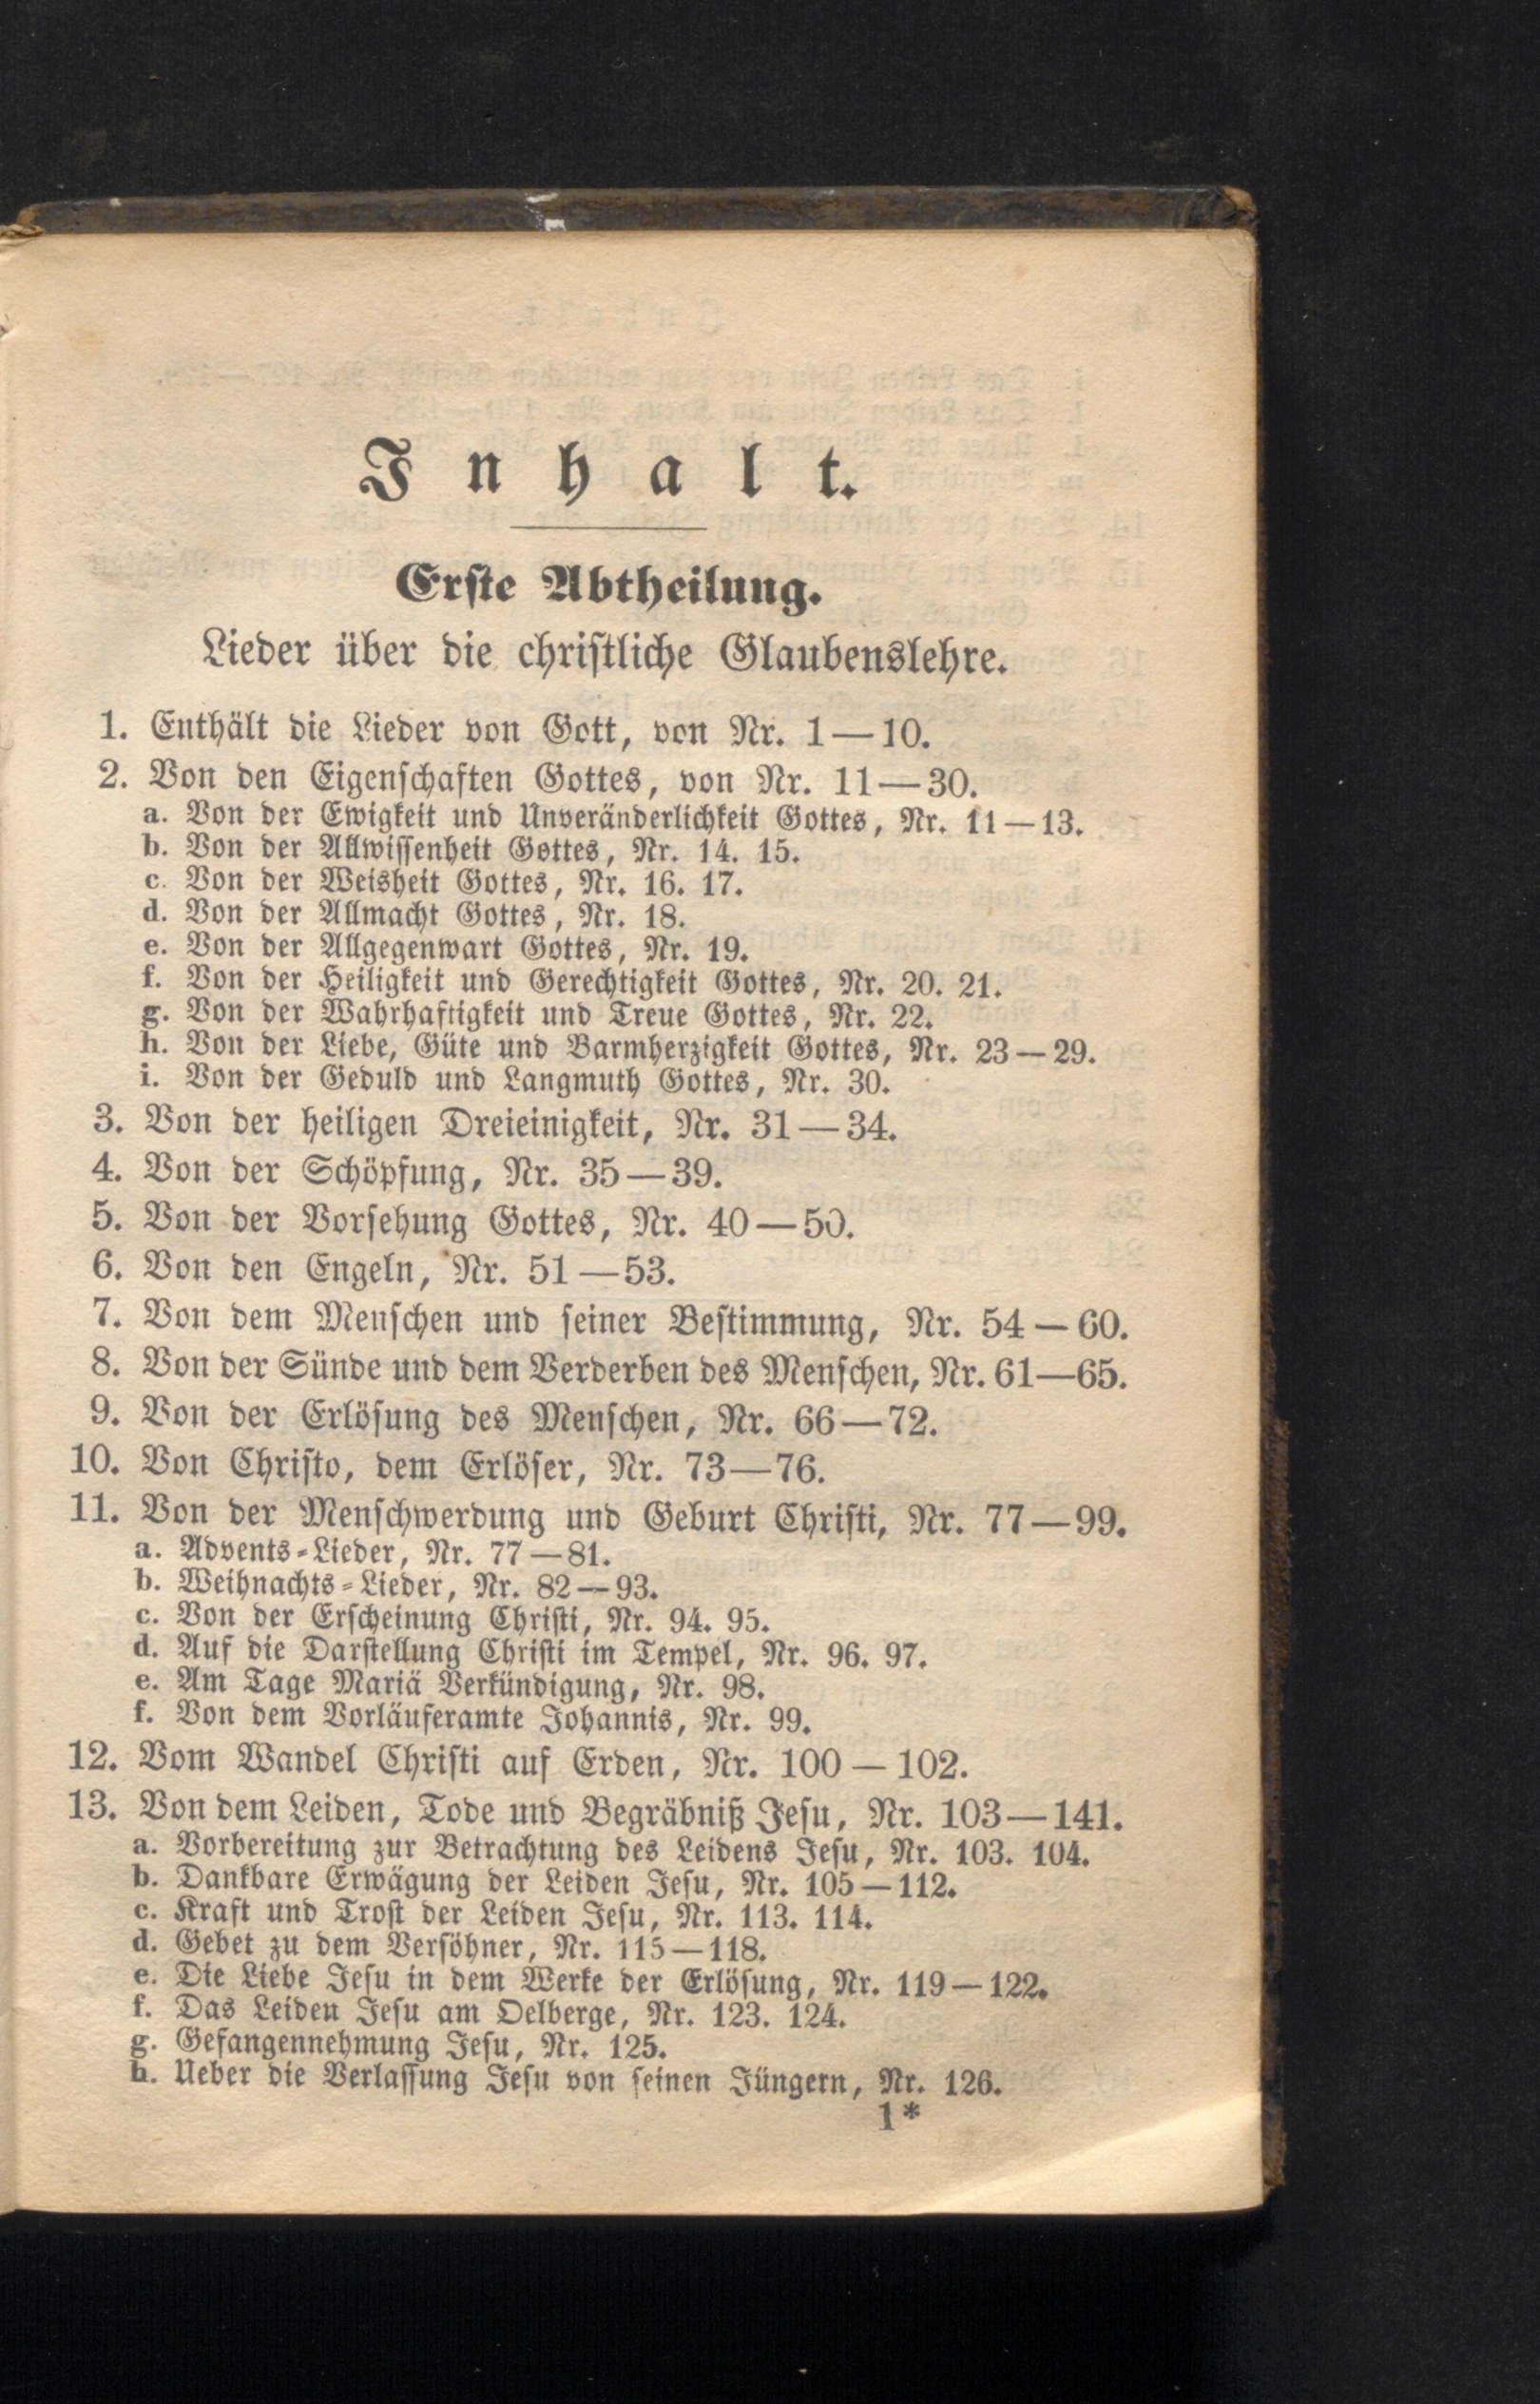 Inhalt.
Erste Abtheilung.
Lieder über die christliche Glaubenslehre.
1. Enthält die Lieder von Gott, von Nr. 1—10.
2. Von den Eigenschaften Gottes, von Nr. 11—30.
a. Von der Ewigkeit und Unveränderlichkeit Gottes, Nr. 11—13.
b. Von der Allwissenheit Gottes, Nr. 14. 15.
c. Von der Weisheit Gottes, Nr. 16. 17.
d. Von der Allmacht Gottes, Nr. 18.
e. Von der Allgegenwart Gottes, Nr. 19.
f. Von der Heiligkeit und Gerechtigkeit Gottes, Nr. 20. 21.
g. Von der Wahrhaftigkeit und Treue Gottes, Nr. 22.
h. Von der Liebe, Güte und Barmherzigkeit Gottes, Nr. 23—29.
i. Von der Geduld und Langmuth Gottes, Nr. 30.
3. Von der heiligen Dreieinigkeit, Nr. 31—34.
4. Von der Schöpfung, Nr. 35—39.
5. Von der Vorsehung Gottes, Nr. 40—50.
6. Von den Engeln, Nr. 51—53.
7. Von dem Menschen und seiner Bestimmung, Nr. 54—60.
8. Von der Sünde und dem Verderben des Menschen, Nr. 61—65.
9. Von der Erlösung des Menschen, Nr. 66—72.
10. Von Christo, dem Erlöser, Nr. 73—76.
11. Von der Menschwerdung und Geburt Christi, Nr. 77—99.
a. Advents-Lieder, Nr. 77—81.
b. Weihnachts-Lieder, Nr. 82—93.
c. Von der Erscheinung Christi, Nr. 94. 95.
d. Auf die Darstellung Christi im Tempel, Nr. 96. 97.
e. Am Tage Mariä Verkündigung, Nr. 98.
f. Von dem Vorläuferamte Johannis, Nr. 99.
12. Vom Wandel Christi auf Erden, Nr. 100—102.
13. Von dem Leiden, Tode und Begräbniß Jesu, Nr. 103—141.
a. Vorbereitung zur Betrachtung des Leidens Jesu, Nr. 103. 104.
b. Dankbare Erwägung der Leiden Jesu, Nr. 105—112.
c. Kraft und Trost der Leiden Jesu, Nr. 113. 114.
d. Gebet zu dem Versöhner, Nr. 115—118.
e. Die Liebe Jesu in dem Werke der Erlösung, Nr. 119—122.
f. Das Leiden Jesu am Oelberge, Nr. 123. 124.
g. Gefangennehmung Jesu, Nr. 125.
h. Ueber die Verlassung Jesu von seinen Jüngern, Nr. 126.
1*